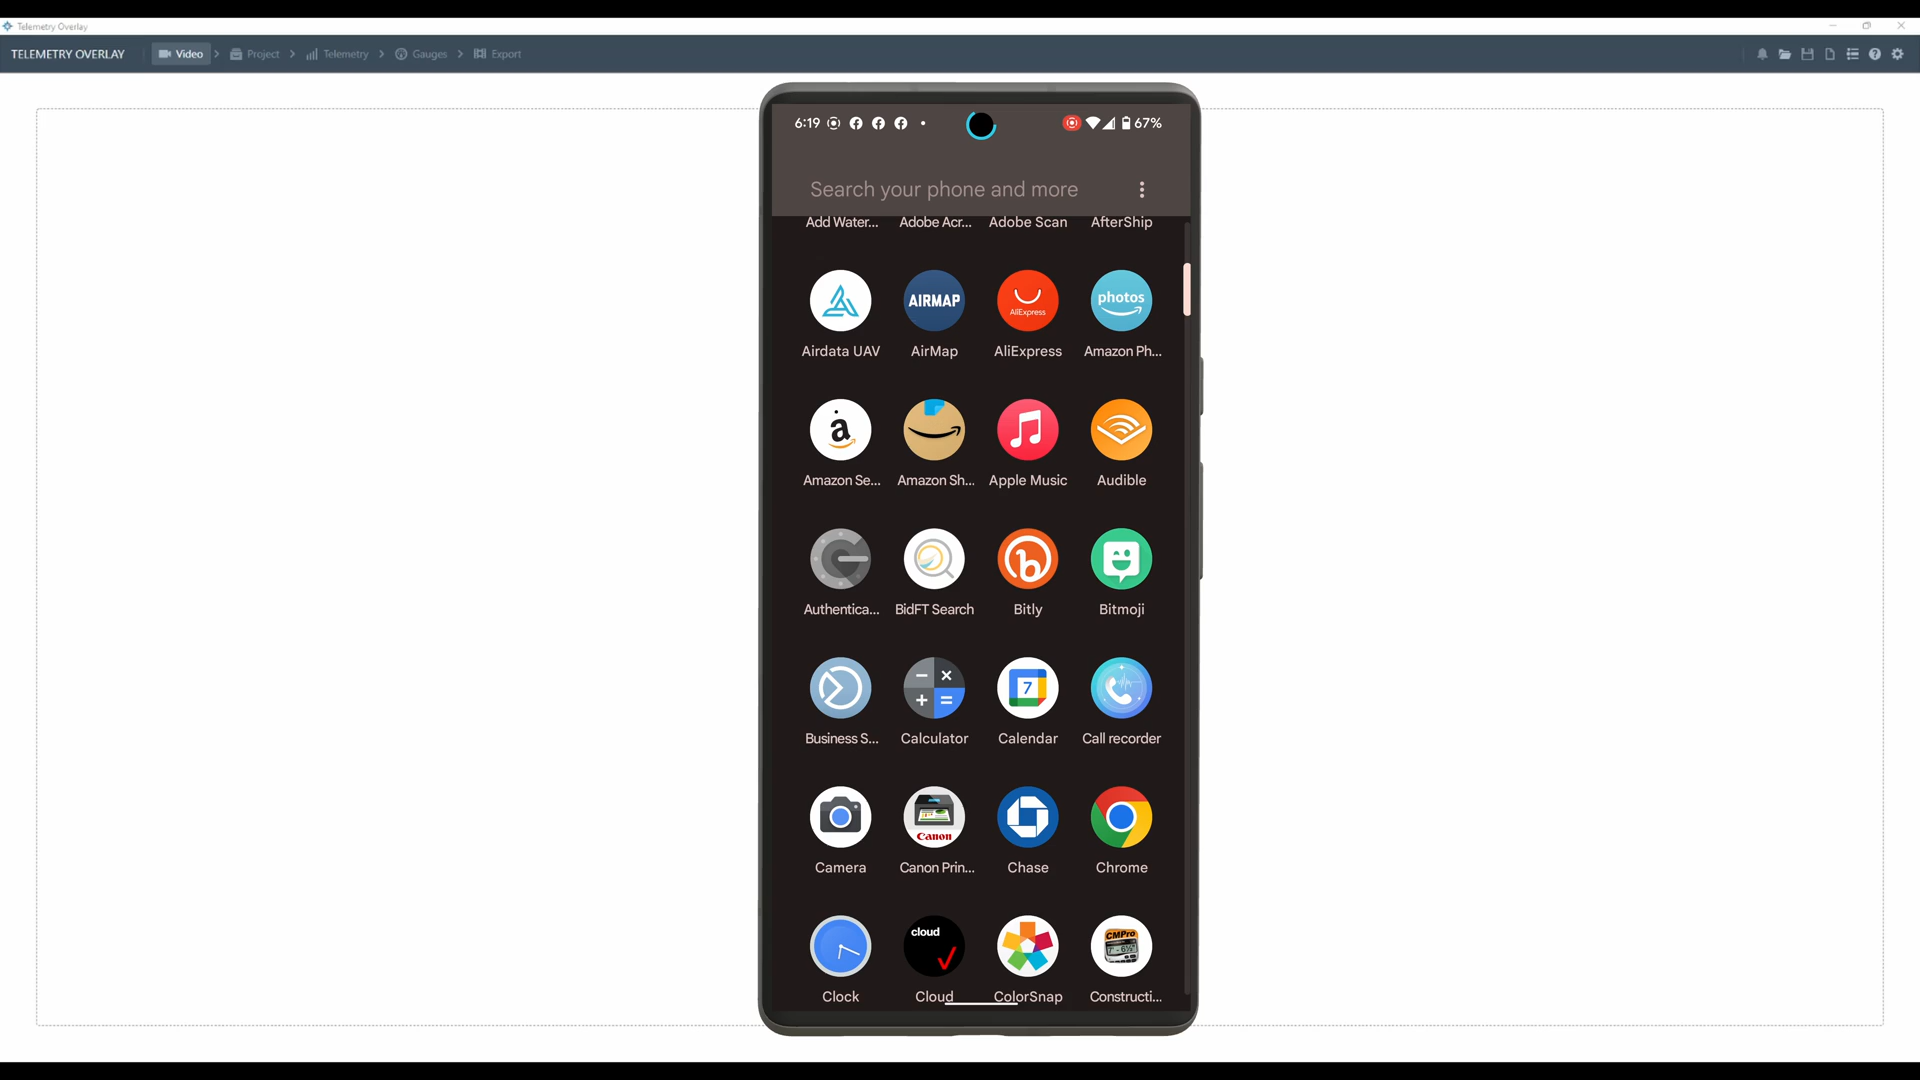 Telemetry Overlay
TELEMETRY OVERLAY Video Project Telemetry Gauges Export
6:19 67%
Search your phone and more
Add Water... Adobe Acr... Adobe Scan AfterShip
AIRMAP AliExpress photos
Airdata UAV AirMap AliExpress Amazon Ph...
a
Amazon Se... Amazon Sh... Apple Music Audible
b
Authentica... BidFT Search Bitly Bitmoji
− × + = 7
Business S... Calculator Calendar Call recorder
Canon
Camera Canon Prin... Chase Chrome
cloud CMPro
Clock Cloud ColorSnap Constructi...